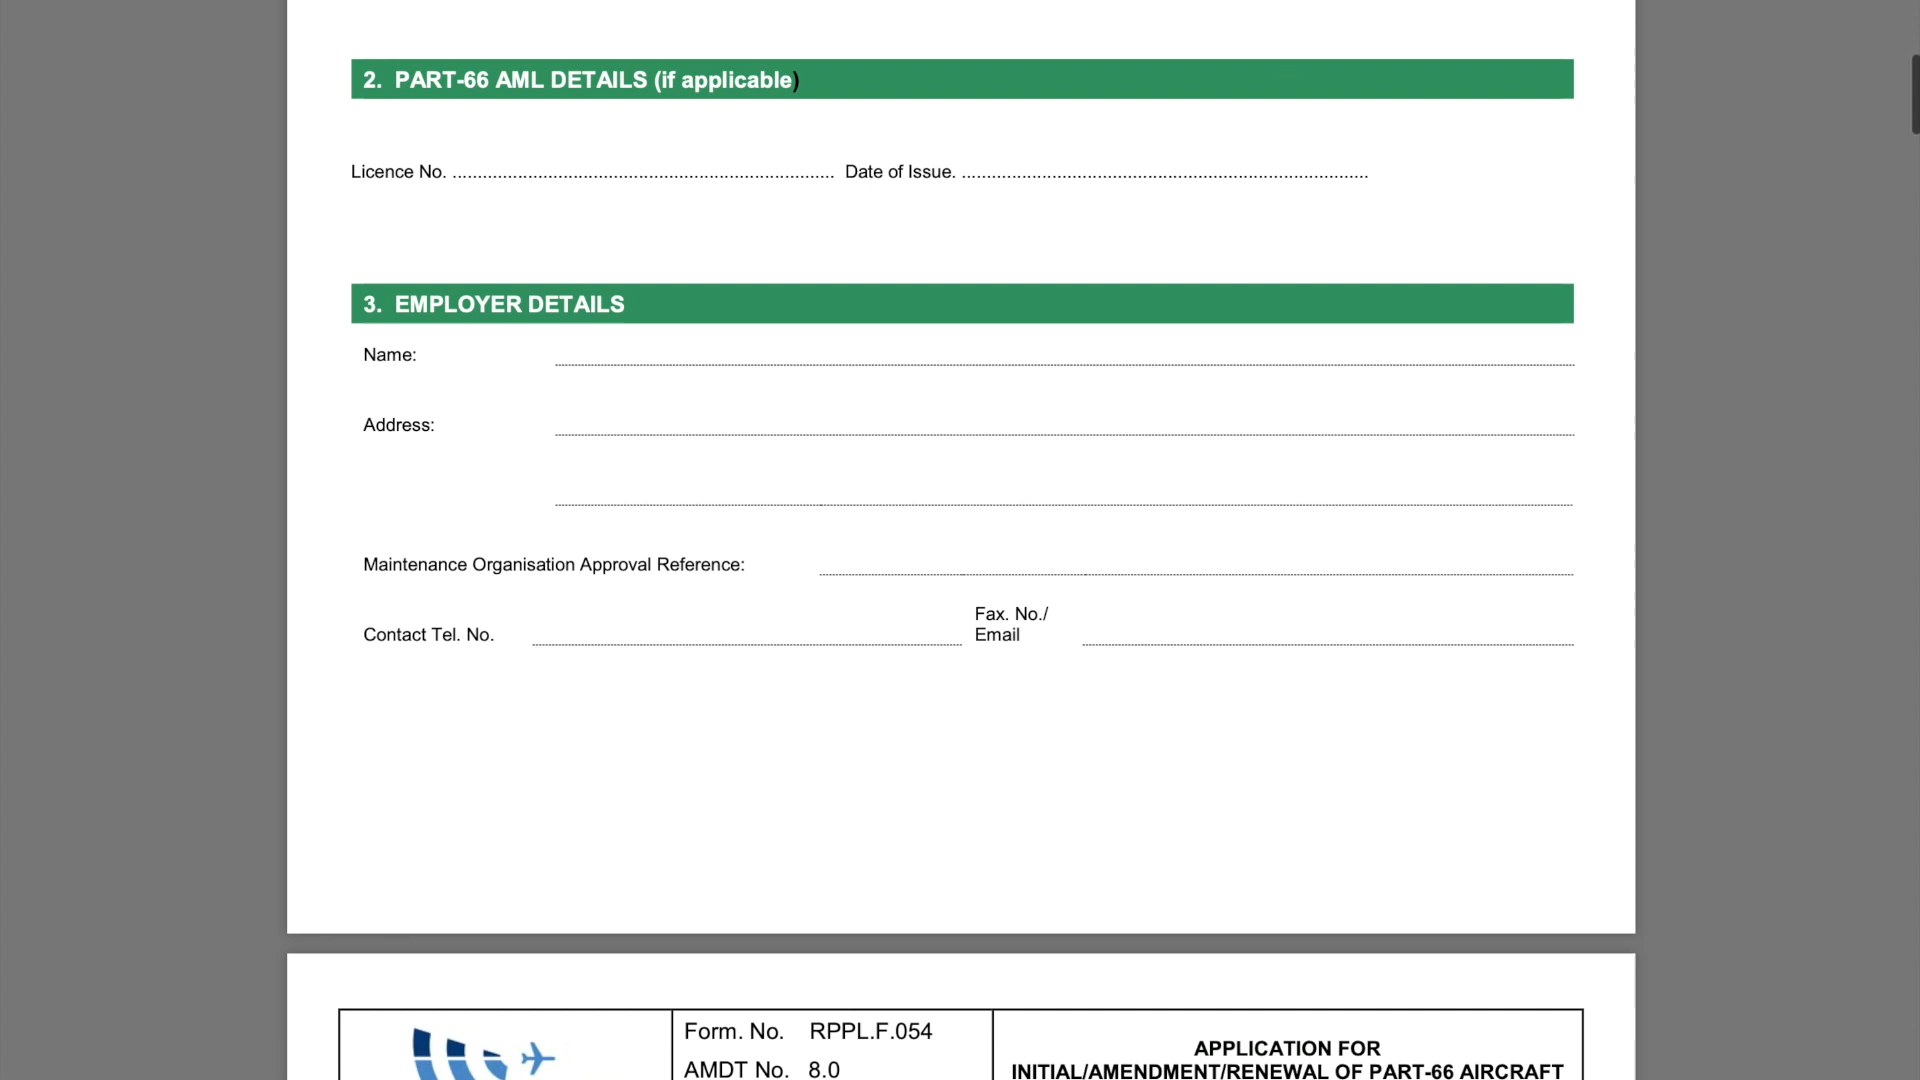 2. PART-66 AML DETAILS (if applicable)
Licence No. ............................................................................ Date of Issue. .................................................................................
3. EMPLOYER DETAILS
Name:
Address:
Maintenance Organisation Approval Reference:
Contact Tel. No. Fax. No./
Email
Form. No. RPPL.F.054
AMDT No. 8.0
APPLICATION FOR
INITIAL/AMENDMENT/RENEWAL OF PART-66 AIRCRAFT